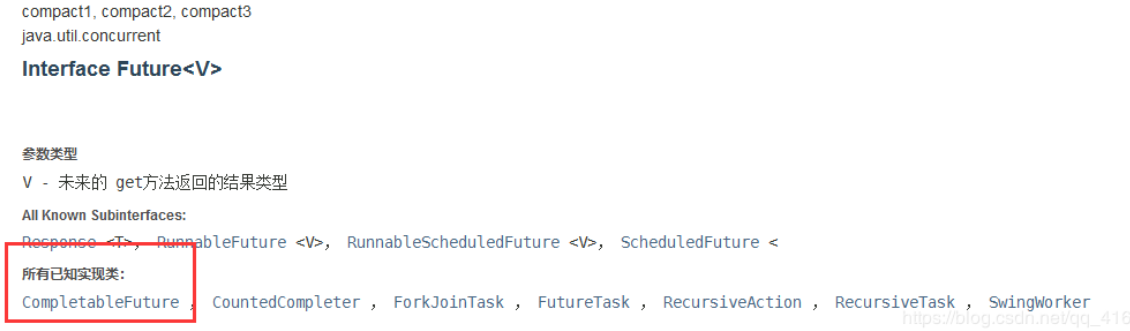 compact1, compact2, compact3
java.util.concurrent
Interface Future<V>
参数类型
V - 未来的 get方法返回的结果类型
All Known Subinterfaces:
Response <T>， RunnableFuture <V>， RunnableScheduledFuture <V>， ScheduledFuture <
所有已知实现类：
CompletableFuture ， CountedCompleter ， ForkJoinTask ， FutureTask ， RecursiveAction ， RecursiveTask ， SwingWorker
https://blog.csdn.net/qq_416